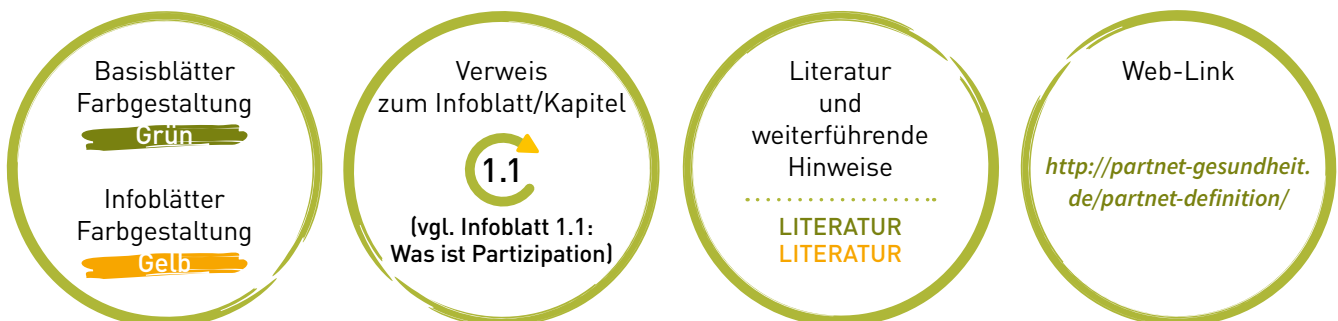 Basisblätter
Farbgestaltung
Grün
Infoblätter
Farbgestaltung
Gelb
Verweis
zum Infoblatt/Kapitel
1.1
(vgl. Infoblatt 1.1:
Was ist Partizipation)
Literatur
und
weiterführende
Hinweise
LITERATUR
LITERATUR
Web-Link
http://partnet-gesundheit.
de/partnet-definition/